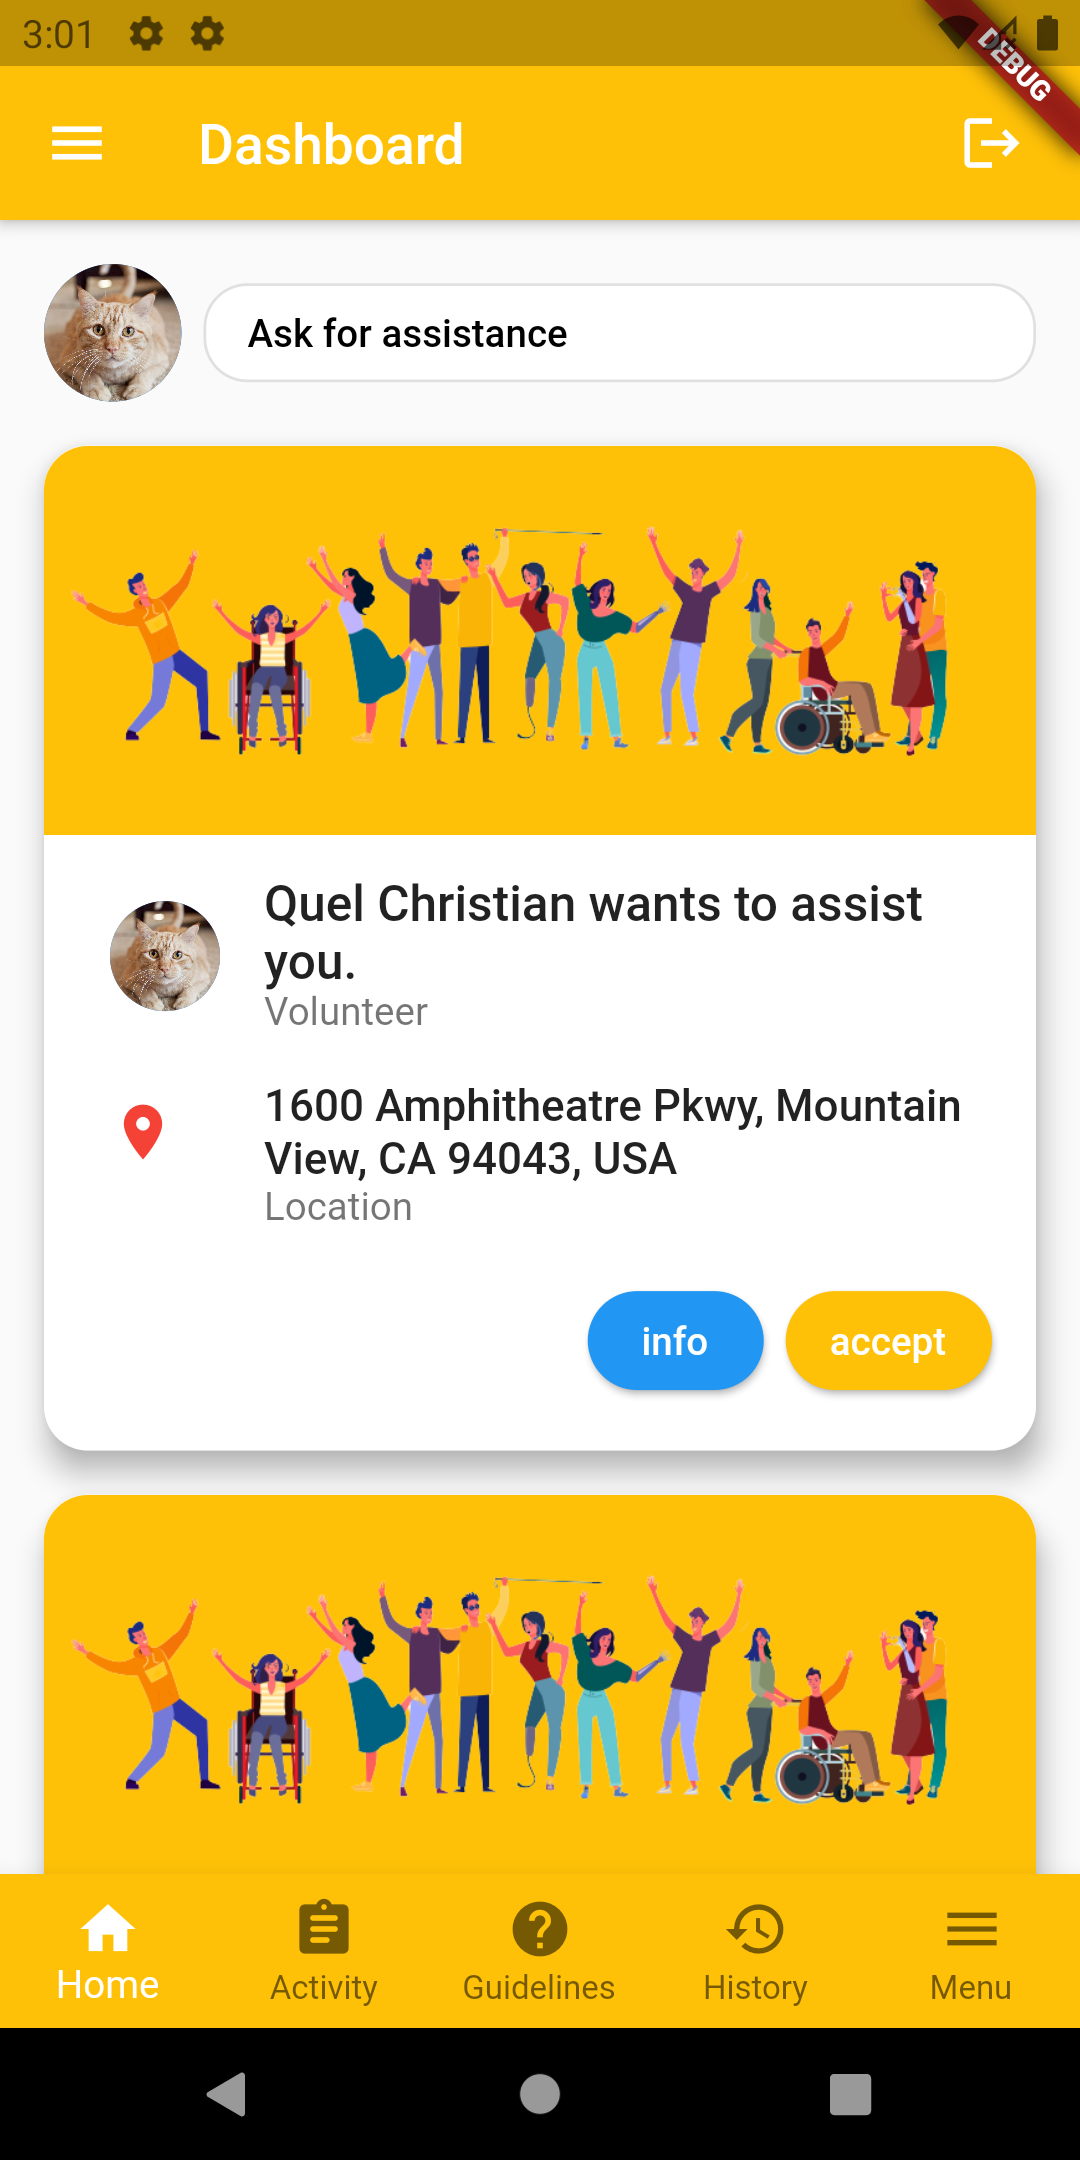 3:01
DEBUG
Dashboard
Ask for assistance
Quel Christian wants to assist
you.
Volunteer
1600 Amphitheatre Pkwy, Mountain
View, CA 94043, USA
Location
info
accept
Home
Activity
Guidelines
History
Menu